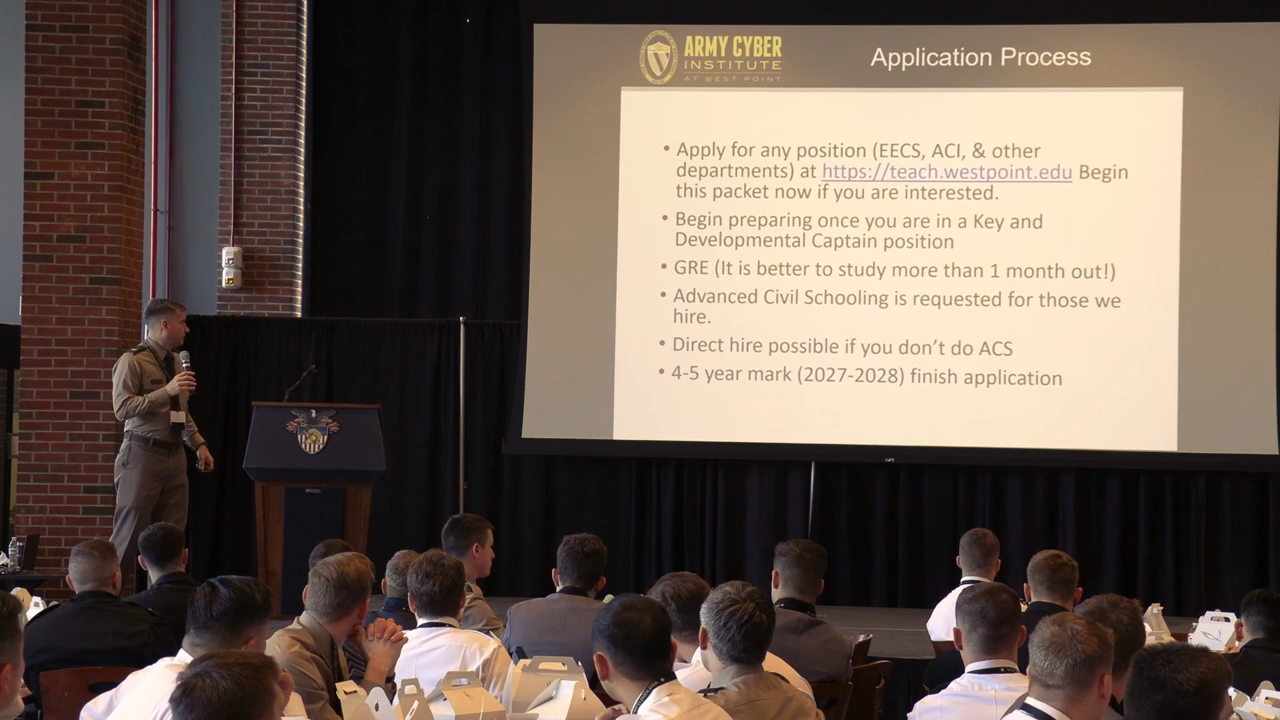 ARMY CYBER
INSTITUTE
AT WEST POINT
Application Process
• Apply for any position (EECS, ACI, & other
departments) at https://teach.westpoint.edu Begin
this packet now if you are interested.
• Begin preparing once you are in a Key and
Developmental Captain position
• GRE (It is better to study more than 1 month out!)
• Advanced Civil Schooling is requested for those we
hire.
• Direct hire possible if you don't do ACS
• 4-5 year mark (2027-2028) finish application